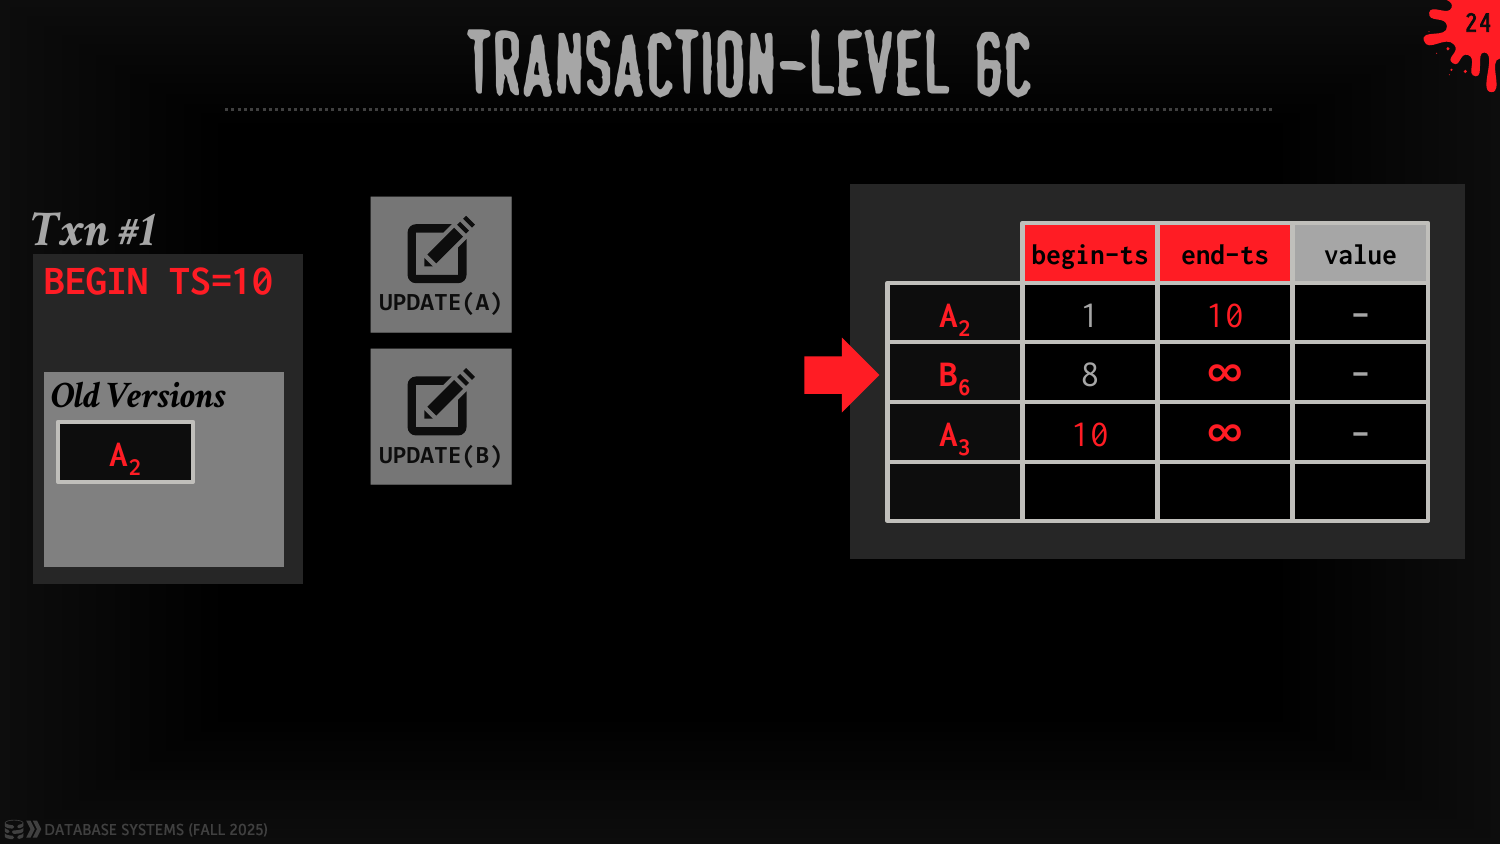 TRANSACTION-LEVEL GC
24
Txn #1
BEGIN TS=10
Old Versions
A2
UPDATE(A)
UPDATE(B)
begin-ts end-ts value
A2 1 10 –
B6 8 ∞ –
A3 10 ∞ –
DATABASE SYSTEMS (FALL 2025)